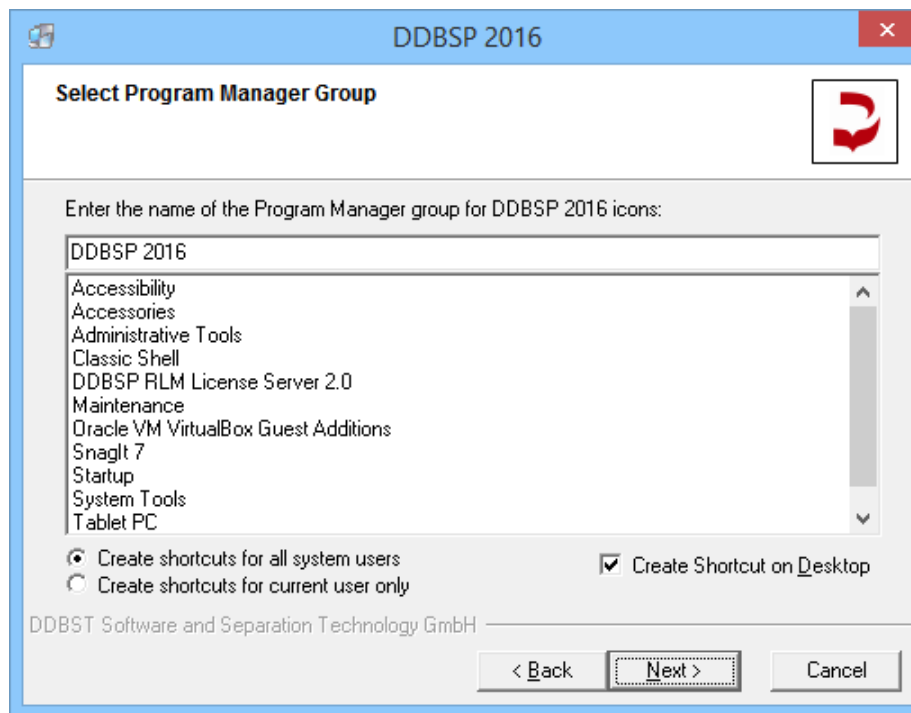 DDBSP 2016
Select Program Manager Group
Enter the name of the Program Manager group for DDBSP 2016 icons:
DDBSP 2016
Accessibility
Accessories
Administrative Tools
Classic Shell
DDBSP RLM License Server 2.0
Maintenance
Oracle VM VirtualBox Guest Additions
SnagIt 7
Startup
System Tools
Tablet PC
Create shortcuts for all system users
Create shortcuts for current user only
Create Shortcut on Desktop
DDBST Software and Separation Technology GmbH
< Back
Next >
Cancel